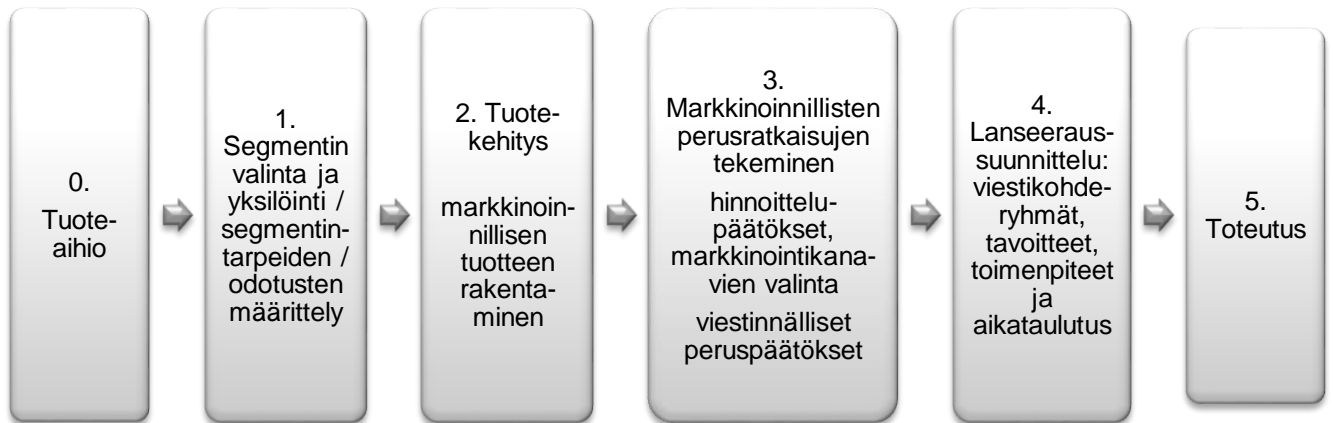 0.
Tuote-
aihio
1.
Segmentin
valinta ja
yksilöinti /
segmentin-
tarpeiden /
odotusten
määrittely
2. Tuote-
kehitys
markkinoin-
nillisen
tuotteen
rakenta-
minen
3.
Markkinoinnillisten
perusratkaisujen
tekeminen
hinnoittelu-
päätökset,
markkinointikana-
vien valinta
viestinnälliset
peruspäätökset
4.
Lanseeraus-
suunnittelu:
viestikohde-
ryhmät,
tavoitteet,
toimenpiteet
ja
aikataulutus
5.
Toteutus